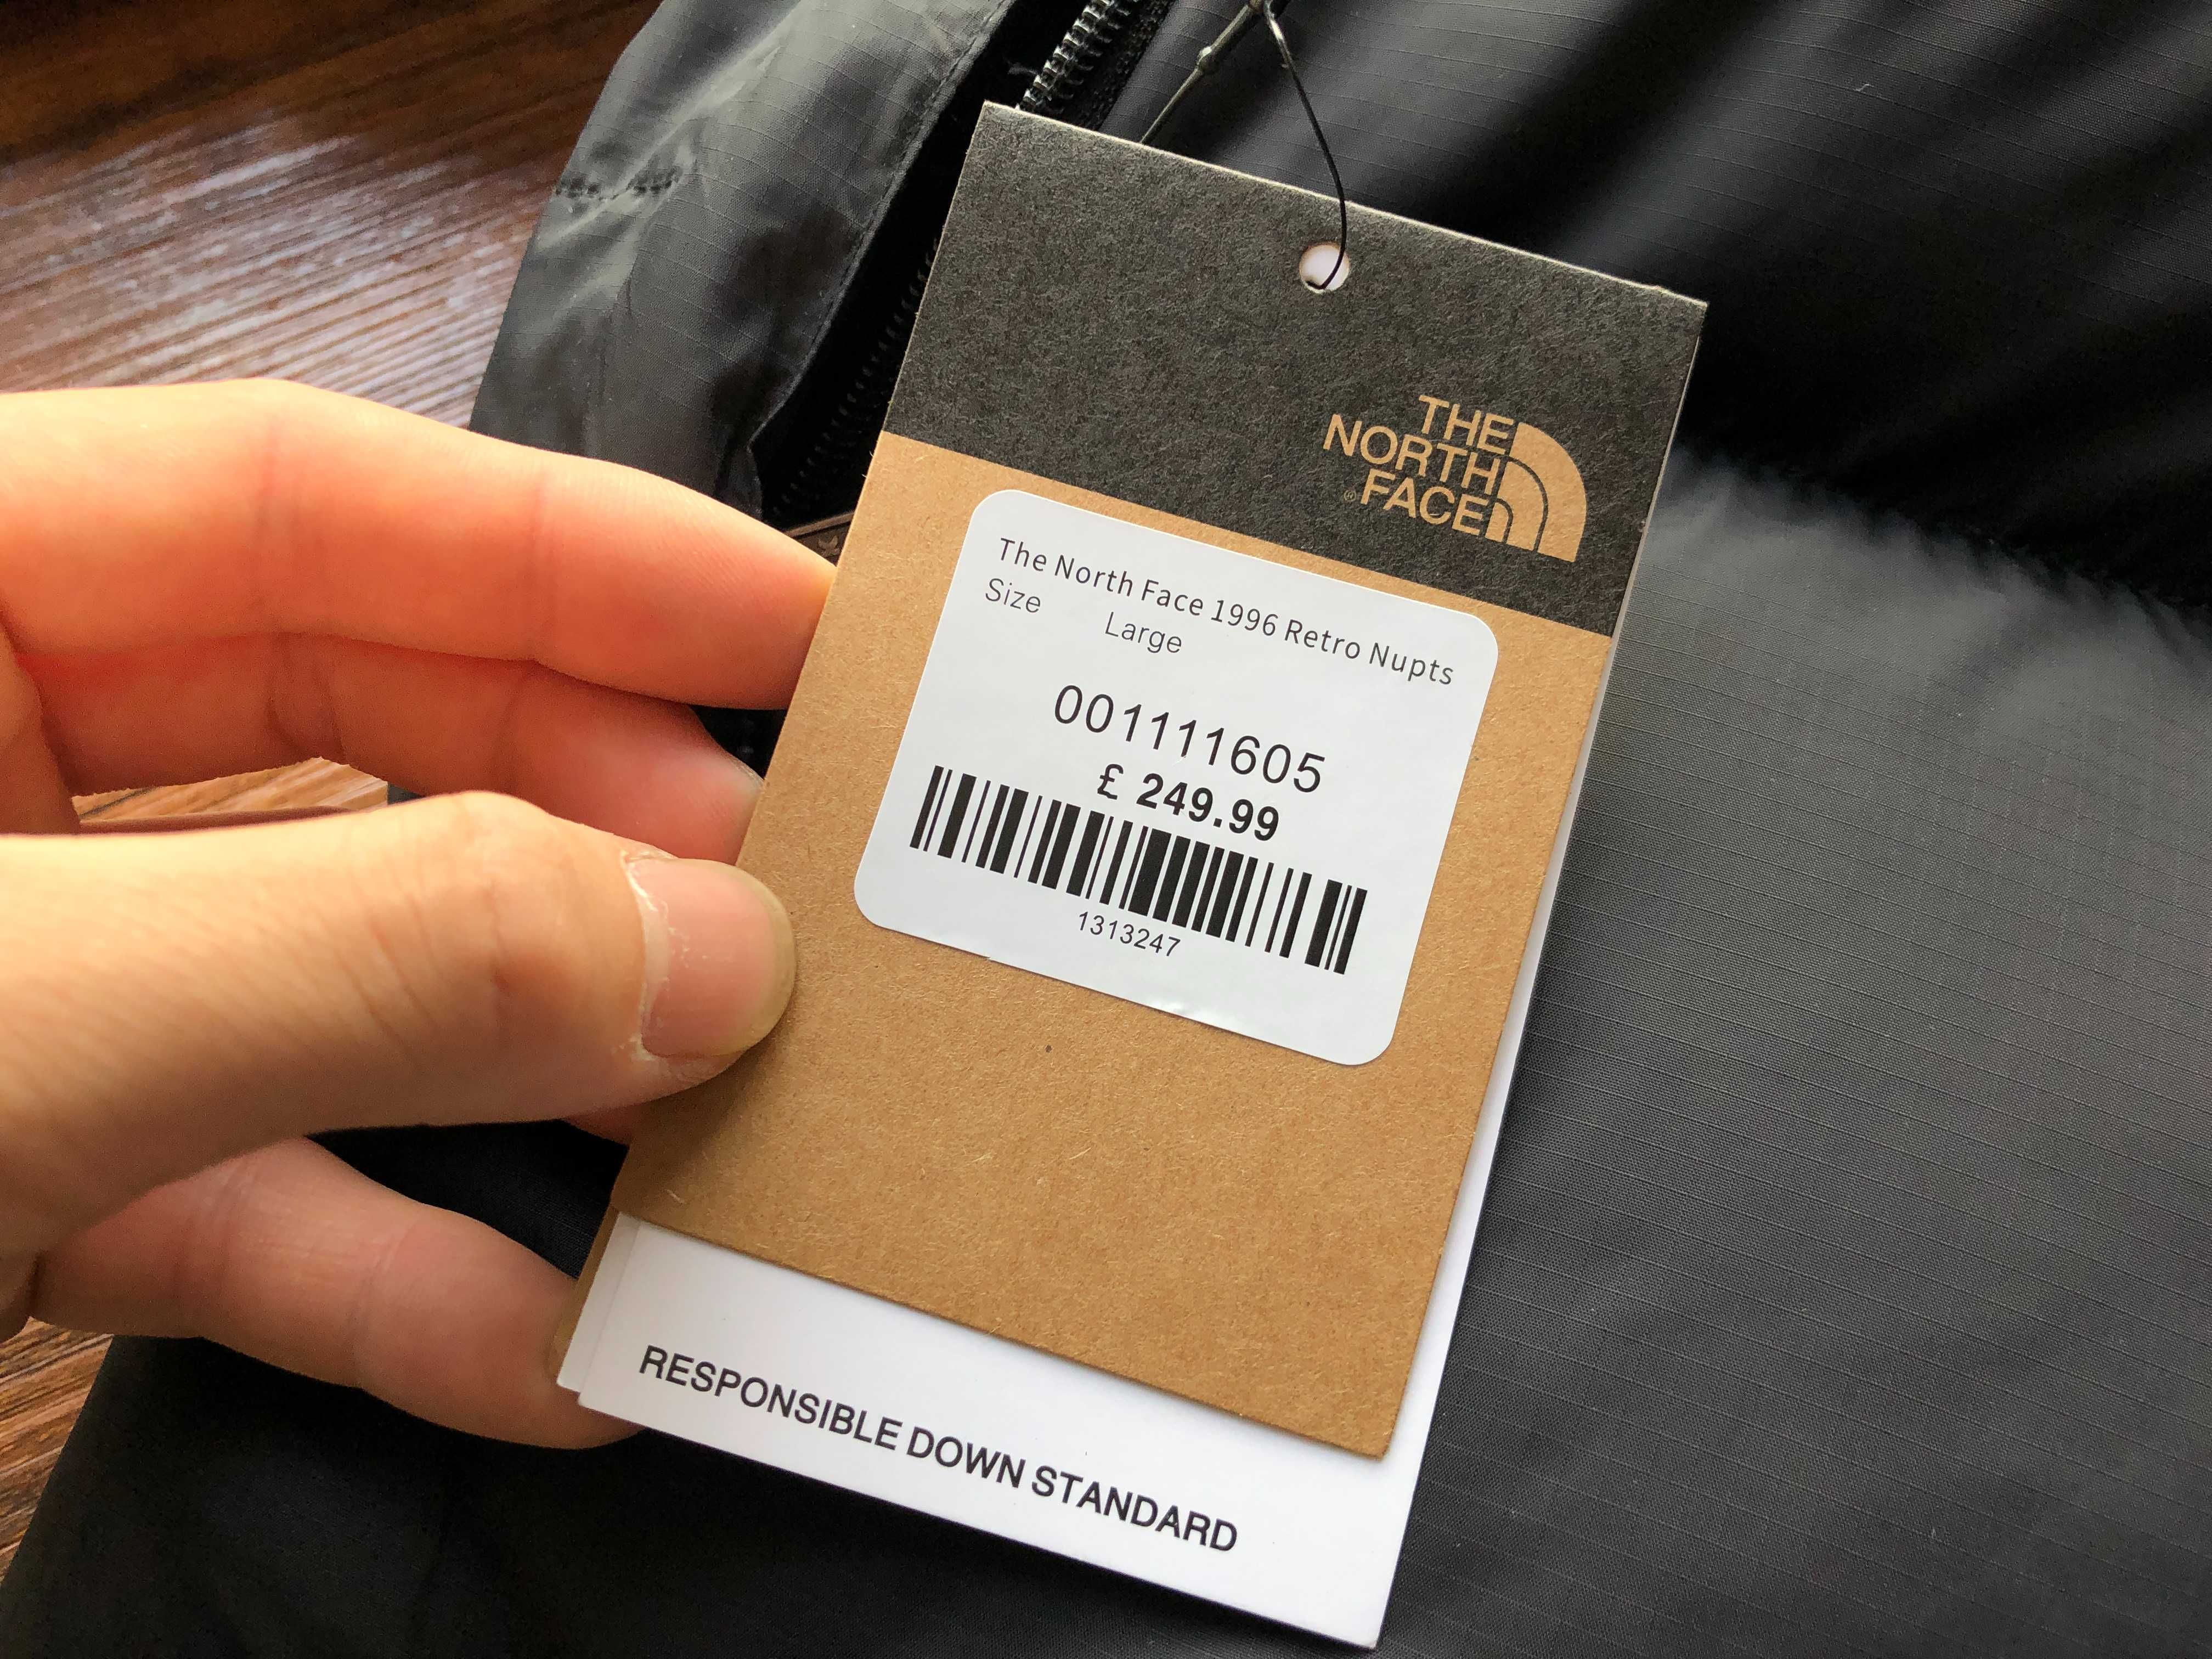 THE
NORTH
FACE®
The North Face 1996 Retro Nupts
Size Large
001111605
£ 249.99
1313247
RESPONSIBLE DOWN STANDARD